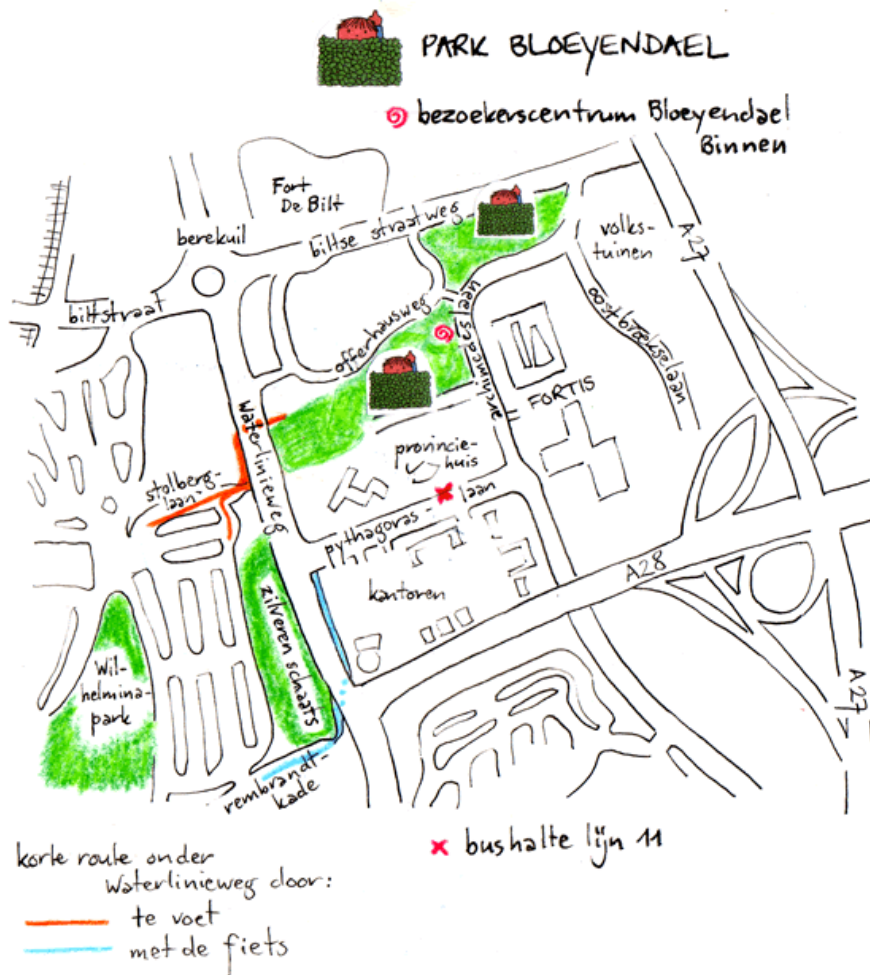 PARK BLOEYENDAEL
bezoekerscentrum Bloeyendael
Binnen
Fort
De Bilt
berekuil
biltse straatweg
volks-
tuinen
A27
biltstraat
offerhausweg
archimedeslaan
oostbroekselaan
FORTIS
waterlinieweg
provincie-
huis
stolberg-
laan
pythagoras-laan
A28
kantoren
zilveren schaats
Wil-
helmina-
park
A27
rembrandt-
kade
bushalte lijn 11
korte route onder
Waterlinieweg door:
te voet
met de fiets